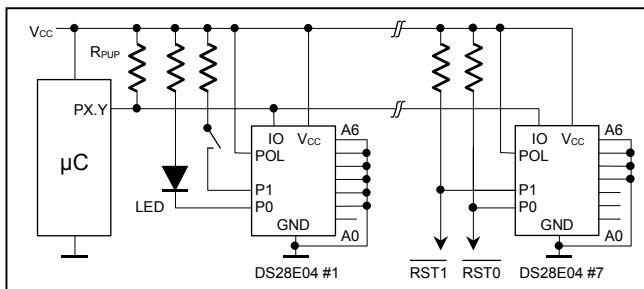 VCC
RPUP
PX.Y
µC
LED
IO
VCC
POL
P1
P0
GND
A6
A0
DS28E04 #1
RST1
RST0
IO
VCC
POL
P1
P0
GND
A6
A0
DS28E04 #7